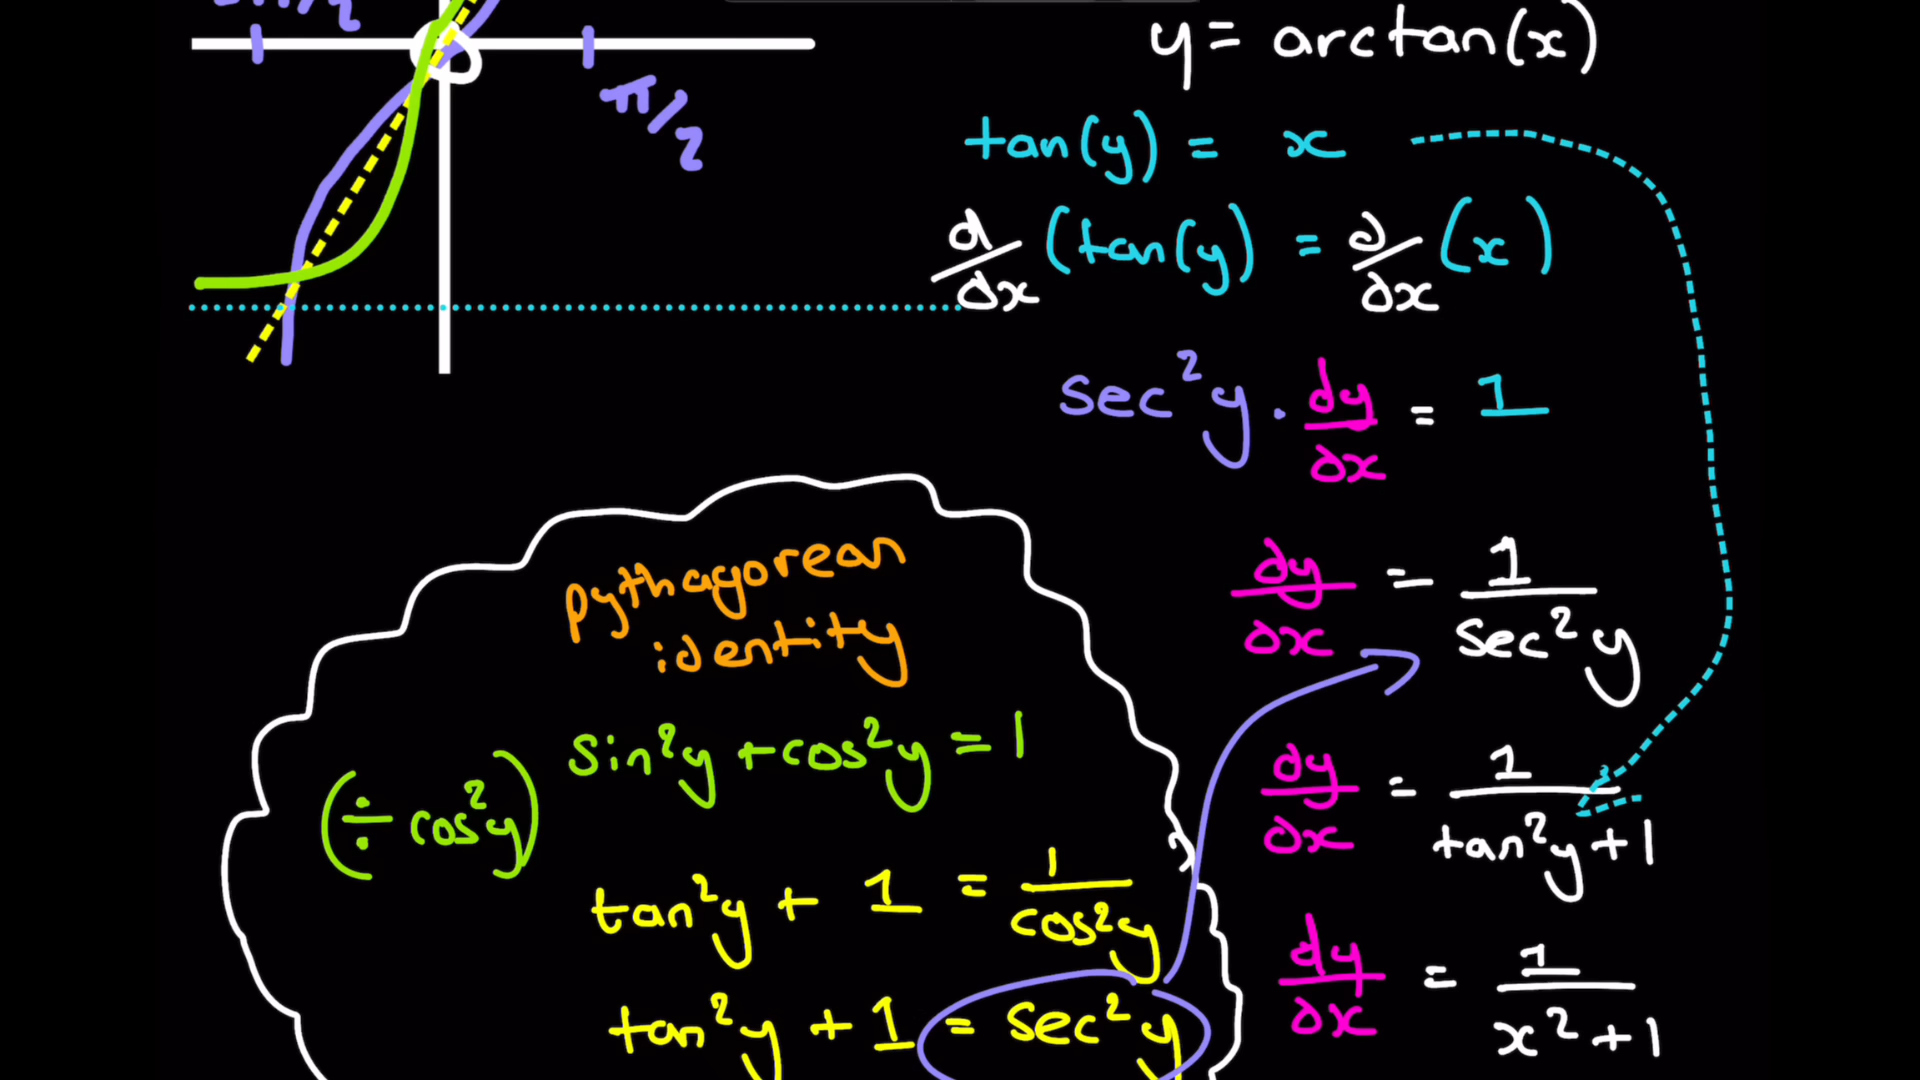 π/2
y = arctan(x)
tan(y) = x
d/dx (tan(y) = d/dx (x)
sec²y · dy/dx = 1
dy/dx = 1/sec²y
dy/dx = 1/tan²y+1
dy/dx = 1/x²+1
pythagorean
identity
sin²y + cos²y = 1
(÷ cos²y)
tan²y + 1 = 1/cos²y
tan²y + 1 = sec²y